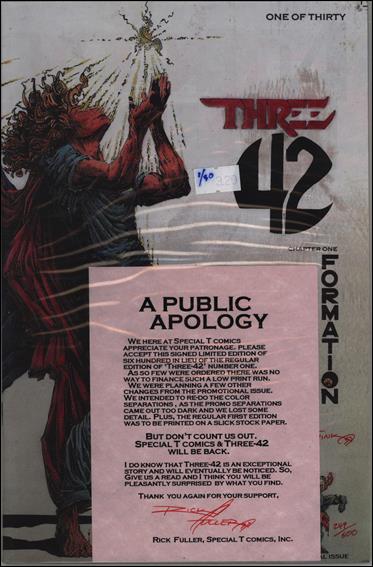 ONE OF THIRTY
THREE
42
CHAPTER ONE
FORMATION
A PUBLIC
APOLOGY
WE HERE AT SPECIAL T COMICS
APPRECIATE YOUR PATRONAGE. PLEASE
ACCEPT THIS SIGNED LIMITED EDITION OF
SIX HUNDRED IN LIEU OF THE REGULAR
EDITION OF 'THREE-42' NUMBER ONE.
AS SO FEW WERE ORDERED THERE WAS NO
WAY TO FINANCE SUCH A LOW PRINT RUN.
WE WERE PLANNING A FEW OTHER
CHANGES FROM THE PROMOTIONAL ISSUE.
WE INTENDED TO RE-DO THE COLOR
SEPARATIONS, AS THE PROMO SEPARATIONS
CAME OUT TOO DARK AND WE LOST SOME
DETAIL. PLUS, THE REGULAR FIRST EDITION
WAS TO BE PRINTED ON A SLICK STOCK PAPER.
BUT DON'T COUNT US OUT.
SPECIAL T COMICS & THREE-42
WILL BE BACK.
I DO KNOW THAT THREE-42 IS AN EXCEPTIONAL
STORY AND WILL EVENTUALLY BE NOTICED. SO,
GIVE US A READ AND I THINK YOU WILL BE
PLEASANTLY SURPRISED BY WHAT YOU FIND.
THANK YOU AGAIN FOR YOUR SUPPORT,
RICK
FULLER
RICK FULLER, SPECIAL T COMICS, INC.
600
ISSUE